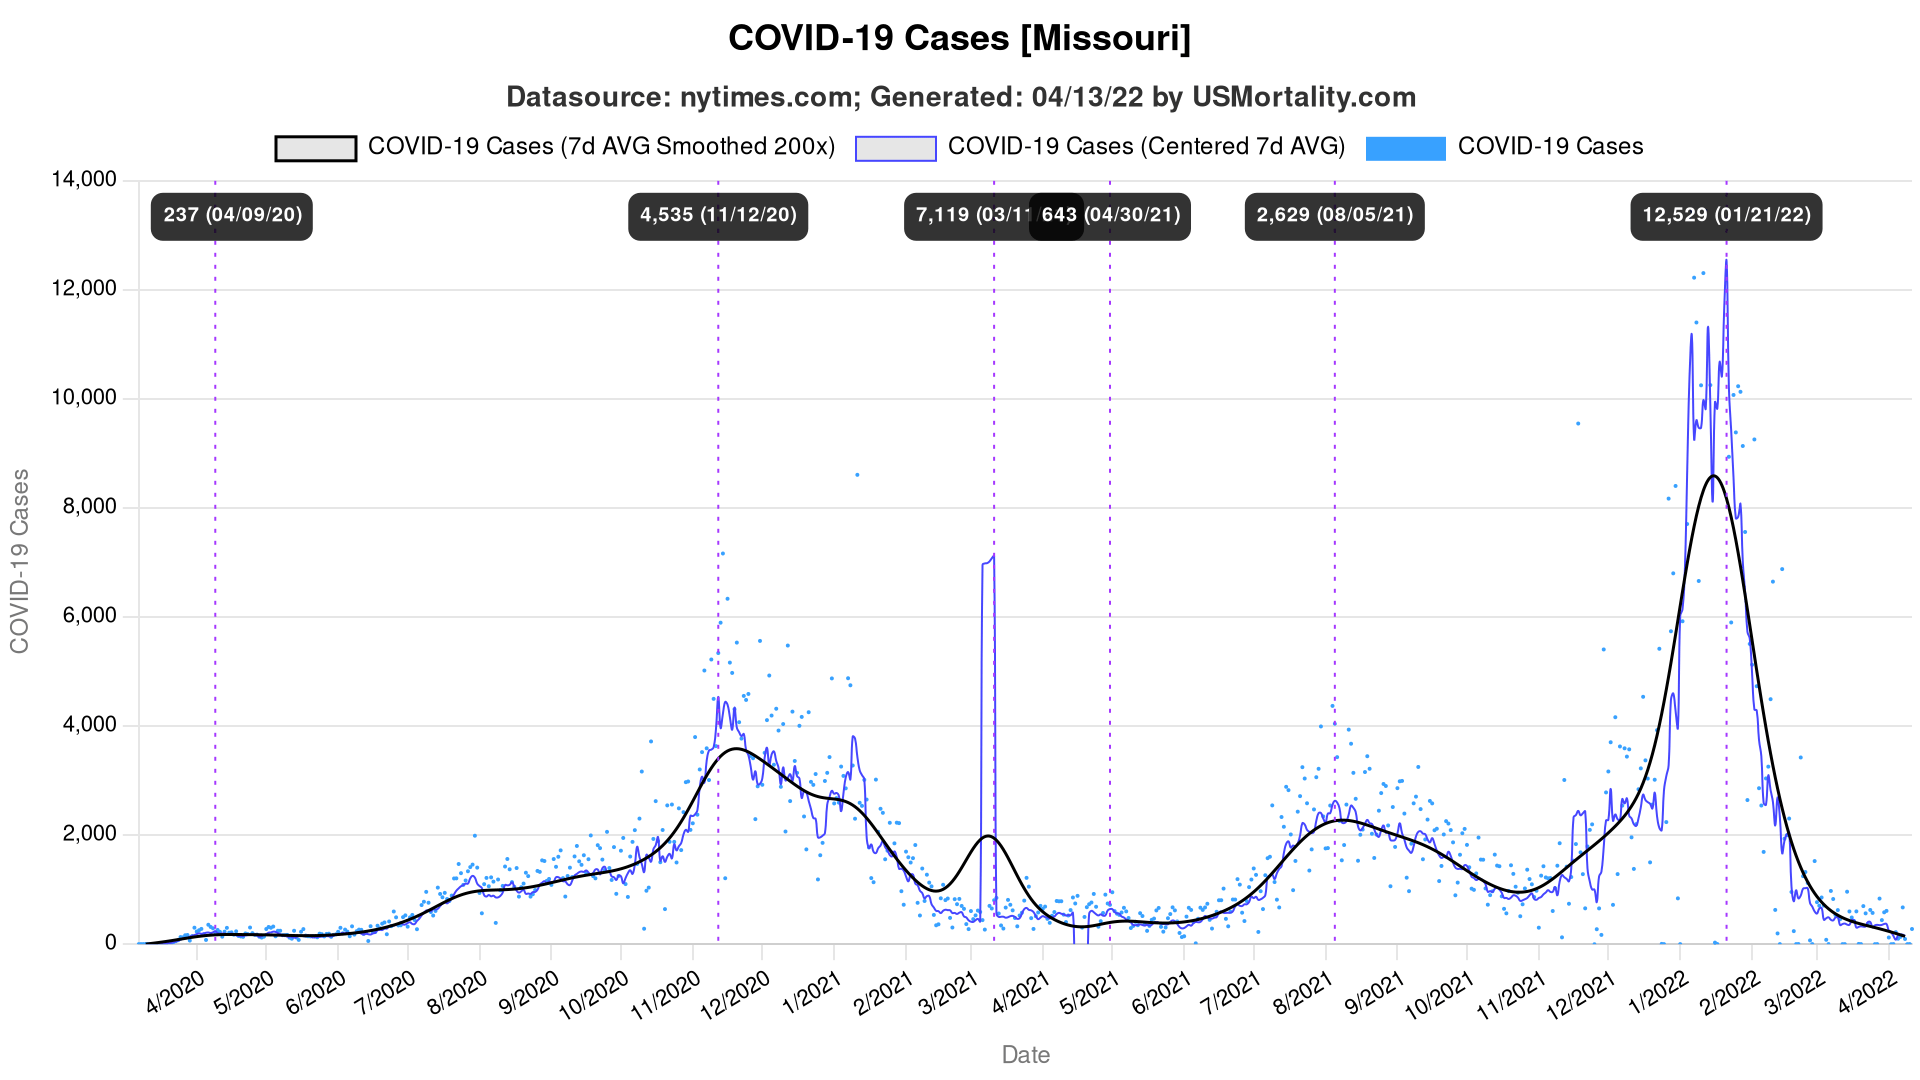 COVID-19 Cases [Missouri]
Datasource: nytimes.com; Generated: 04/13/22 by USMortality.com
COVID-19 Cases (7d AVG Smoothed 200x) COVID-19 Cases (Centered 7d AVG) COVID-19 Cases
14,000
237 (04/09/20) 4,535 (11/12/20) 7,119 (03/11 643 (04/30/21) 2,629 (08/05/21) 12,529 (01/21/22)
12,000
10,000
8,000
6,000
4,000
2,000
0
COVID-19 Cases
4/2020 5/2020 6/2020 7/2020 8/2020 9/2020 10/2020 11/2020 12/2020 1/2021 2/2021 3/2021 4/2021 5/2021 6/2021 7/2021 8/2021 9/2021 10/2021 11/2021 12/2021 1/2022 2/2022 3/2022 4/2022
Date